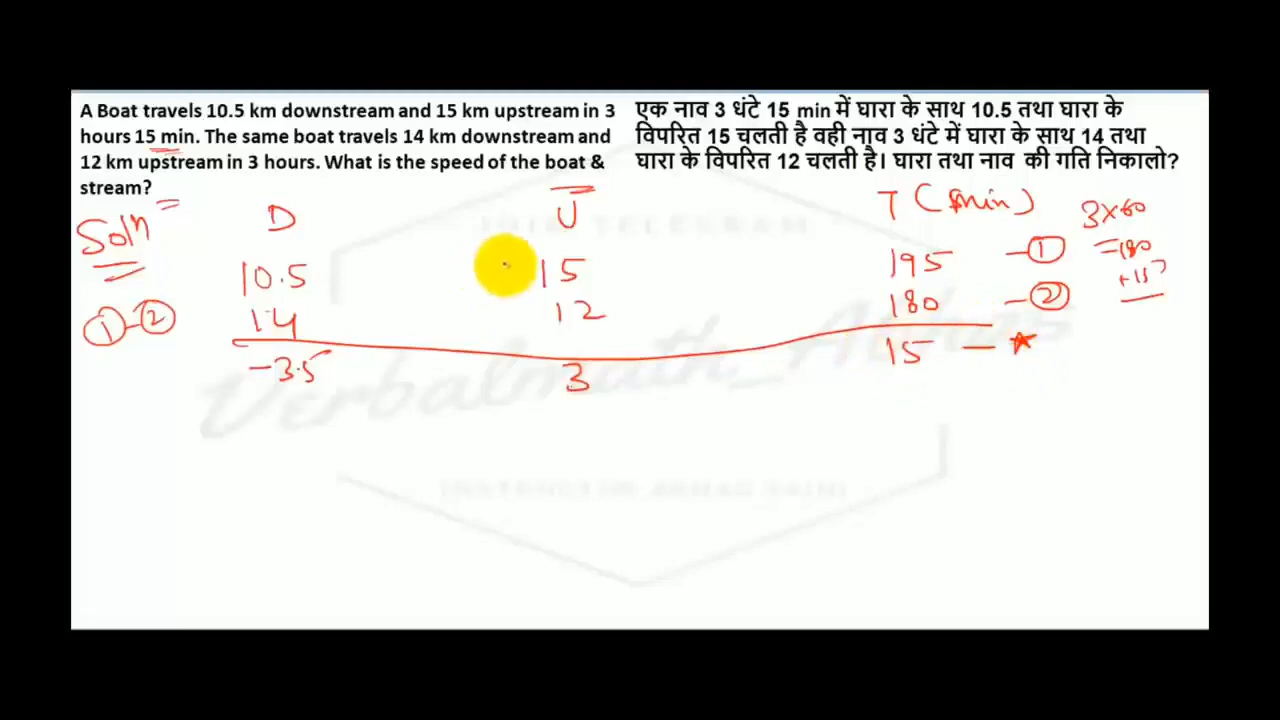 A Boat travels 10.5 km downstream and 15 km upstream in 3
hours 15 min. The same boat travels 14 km downstream and
12 km upstream in 3 hours. What is the speed of the boat &
stream?
एक नाव 3 धंटे 15 min में घारा के साथ 10.5 तथा घारा के
विपरित 15 चलती है वही नाव 3 धंटे में घारा के साथ 14 तथा
घारा के विपरित 12 चलती है। घारा तथा नाव की गति निकालो?
Soln D U T (min) 3×60
10.5 15 195 — ① =180
①-② 14 12 180 — ② +15
-3.5 3 15 — ★
Verbalmath_Abhas